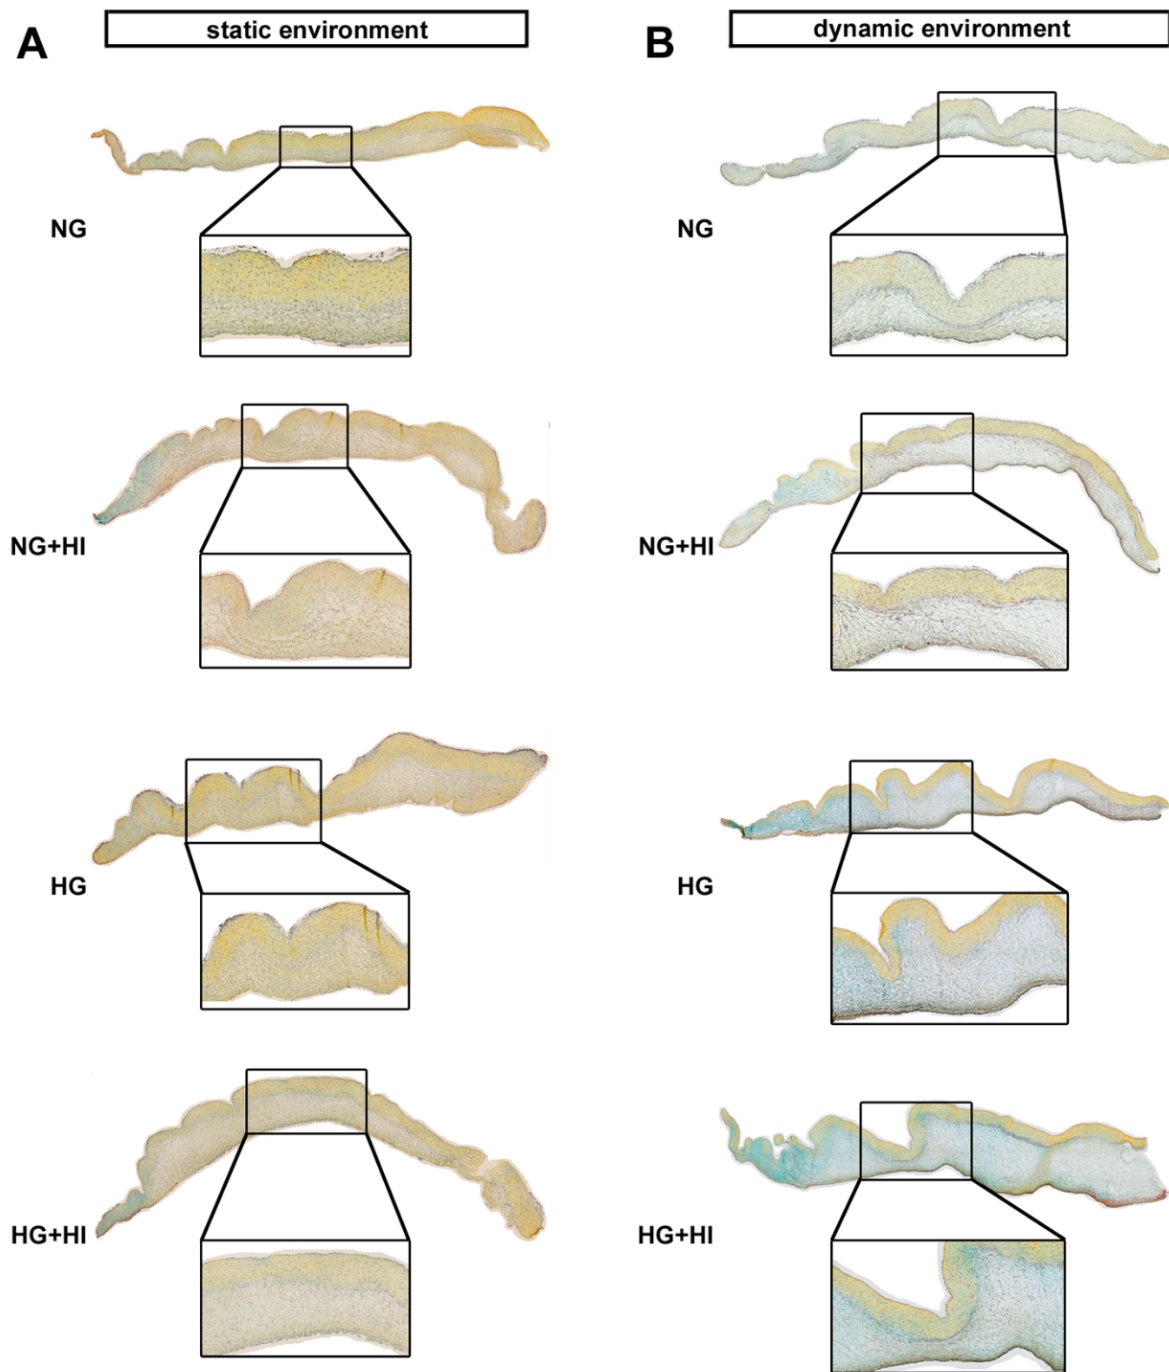 A
static environment
NG
NG+HI
HG
HG+HI
B
dynamic environment
NG
NG+HI
HG
HG+HI